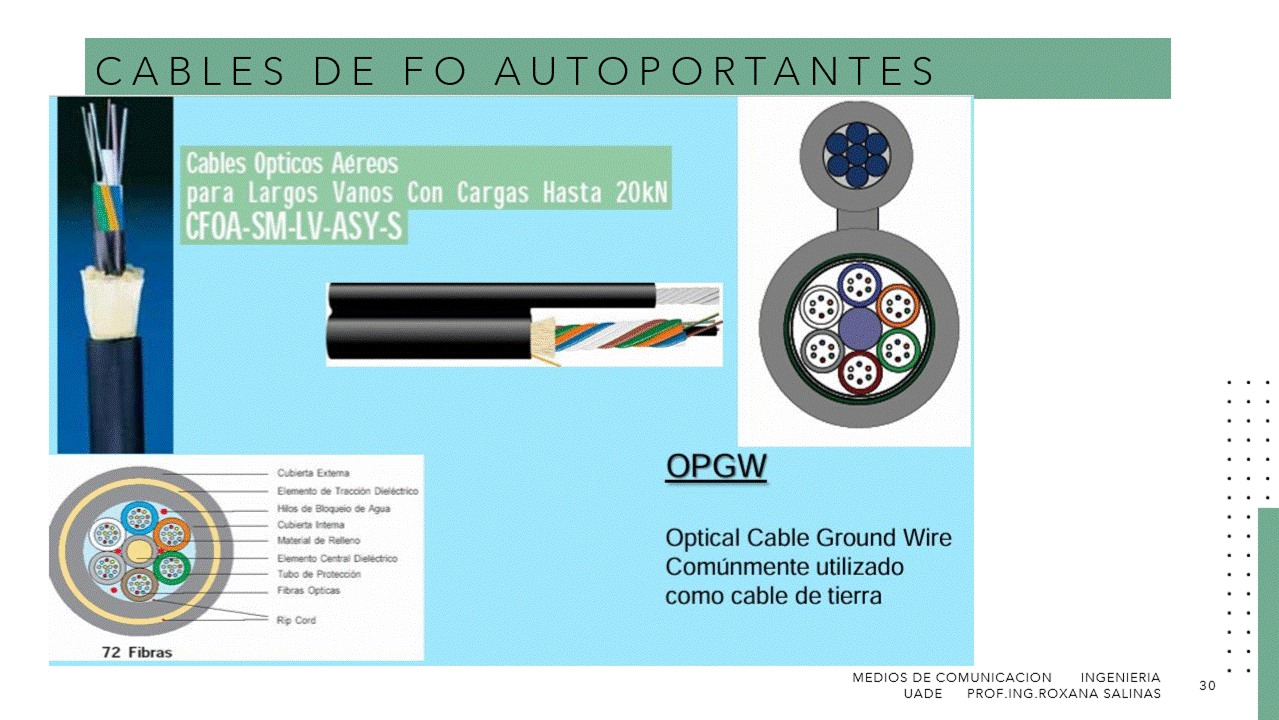 CABLES DE FO AUTOPORTANTES
Cables Opticos Aéreos
para Largos Vanos Con Cargas Hasta 20kN
CFOA-SM-LV-ASY-S
Cubierta Externa
Elemento de Tracción Dieléctrico
Hilos de Bloqueio de Agua
Cubierta Interna
Material de Relleno
Elemento Central Dieléctrico
Tubo de Protección
Fibras Opticas
Rip Cord
72 Fibras
OPGW
Optical Cable Ground Wire
Comúnmente utilizado
como cable de tierra
MEDIOS DE COMUNICACION INGENIERIA
UADE PROF.ING.ROXANA SALINAS
30